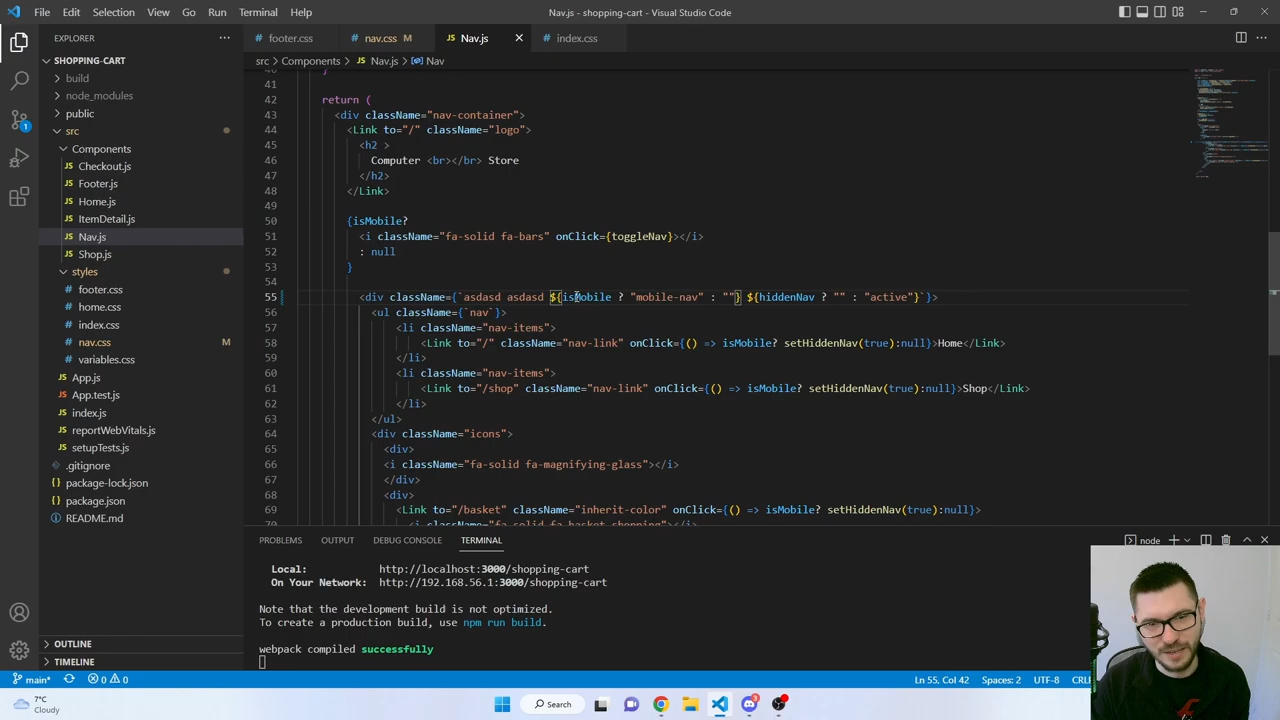 File Edit Selection View Go Run Terminal Help
Nav.js - shopping-cart - Visual Studio Code
EXPLORER
footer.css
nav.css M
Nav.js
index.css
SHOPPING-CART
src > Components > Nav.js > Nav
build
node_modules
public
src
Components
Checkout.js
Footer.js
Home.js
ItemDetail.js
Nav.js
Shop.js
styles
footer.css
home.css
index.css
nav.css M
variables.css
App.js
App.test.js
index.js
reportWebVitals.js
setupTests.js
.gitignore
package-lock.json
package.json
README.md
OUTLINE
TIMELINE
40 }
41
42 return (
43 <div className="nav-container">
44 <Link to="/" className="logo">
45 <h2 >
46 Computer <br></br> Store
47 </h2>
48 </Link>
49
50 {isMobile?
51 <i className="fa-solid fa-bars" onClick={toggleNav}></i>
52 : null
53 }
54
55 <div className={`asdasd asdasd ${isMobile ? "mobile-nav" : ""} ${hiddenNav ? "" : "active"}`}>
56 <ul className={`nav`}>
57 <li className="nav-items">
58 <Link to="/" className="nav-link" onClick={() => isMobile? setHiddenNav(true):null}>Home</Link>
59 </li>
60 <li className="nav-items">
61 <Link to="/shop" className="nav-link" onClick={() => isMobile? setHiddenNav(true):null}>Shop</Link>
62 </li>
63 </ul>
64 <div className="icons">
65 <div>
66 <i className="fa-solid fa-magnifying-glass"></i>
67 </div>
68 <div>
69 <Link to="/basket" className="inherit-color" onClick={() => isMobile? setHiddenNav(true):null}>
70 <i className="fa-solid fa-basket-shopping"></i>
PROBLEMS OUTPUT DEBUG CONSOLE TERMINAL
node
Local: http://localhost:3000/shopping-cart
On Your Network: http://192.168.56.1:3000/shopping-cart
Note that the development build is not optimized.
To create a production build, use npm run build.
webpack compiled successfully
1
main* 0 0
Ln 55, Col 42 Spaces: 2 UTF-8 CRL
7°C
Cloudy
Search
3